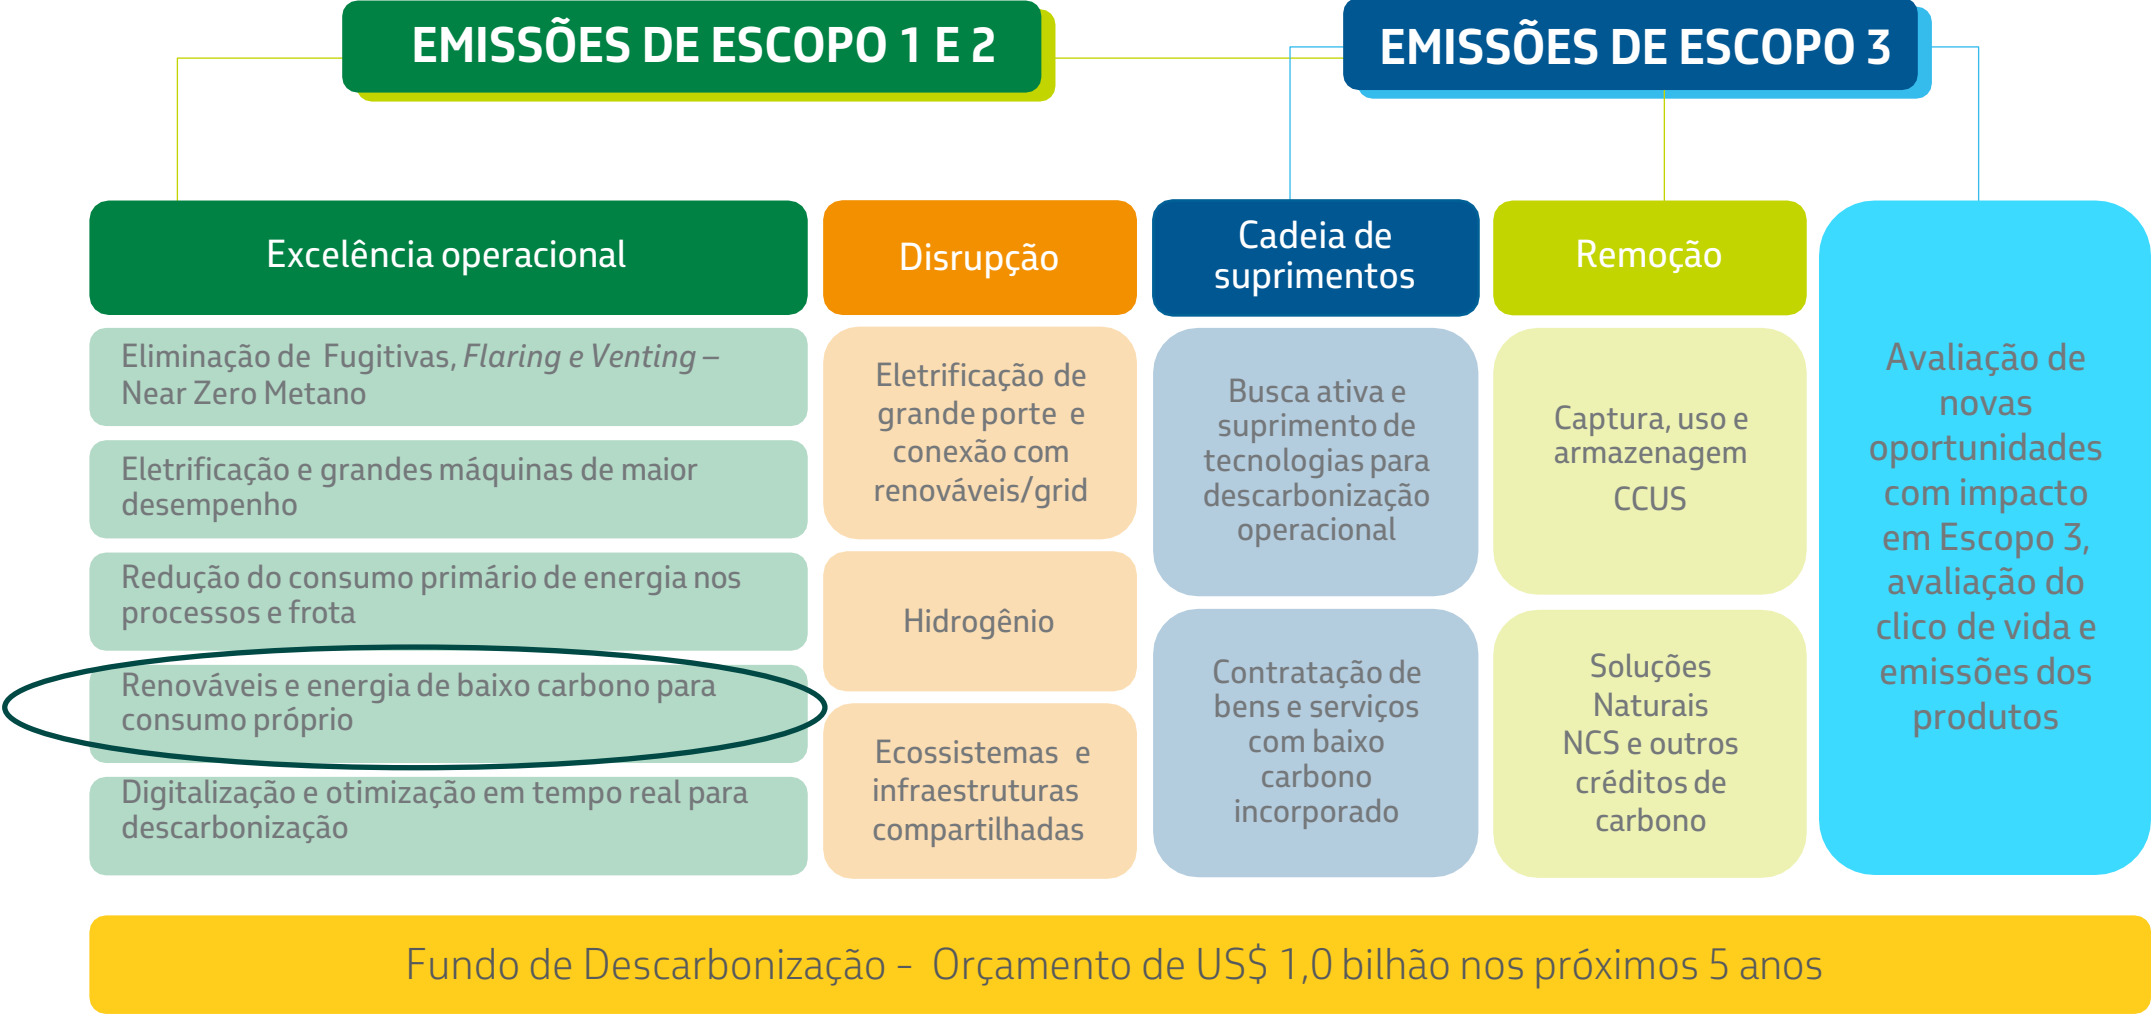 EMISSÕES DE ESCOPO 1 E 2
EMISSÕES DE ESCOPO 3
Excelência operacional
Eliminação de Fugitivas, Flaring e Venting –
Near Zero Metano
Eletrificação e grandes máquinas de maior
desempenho
Redução do consumo primário de energia nos
processos e frota
Renováveis e energia de baixo carbono para
consumo próprio
Digitalização e otimização em tempo real para
descarbonização
Disrupção
Eletrificação de
grande porte e
conexão com
renováveis/grid
Hidrogênio
Ecossistemas e
infraestruturas
compartilhadas
Cadeia de
suprimentos
Busca ativa e
suprimento de
tecnologias para
descarbonização
operacional
Contratação de
bens e serviços
com baixo
carbono
incorporado
Remoção
Captura, uso e
armazenagem
CCUS
Soluções
Naturais
NCS e outros
créditos de
carbono
Avaliação de
novas
oportunidades
com impacto
em Escopo 3,
avaliação do
clico de vida e
emissões dos
produtos
Fundo de Descarbonização - Orçamento de US$ 1,0 bilhão nos próximos 5 anos